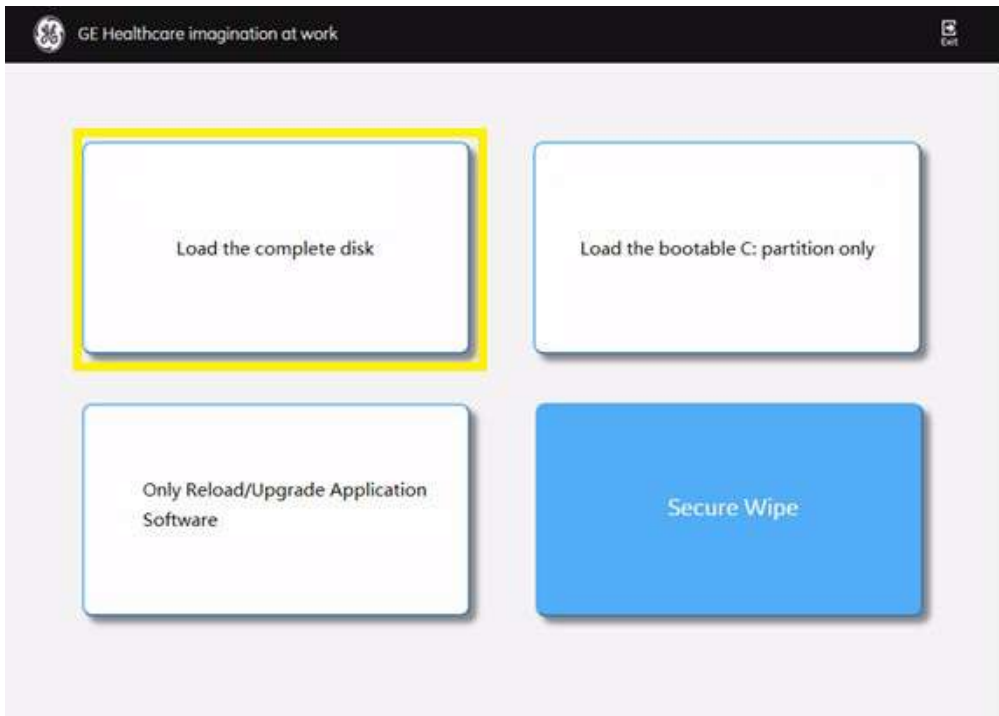 GE Healthcare imagination at work
Exit
Load the complete disk
Load the bootable C: partition only
Only Reload/Upgrade Application
Software
Secure Wipe